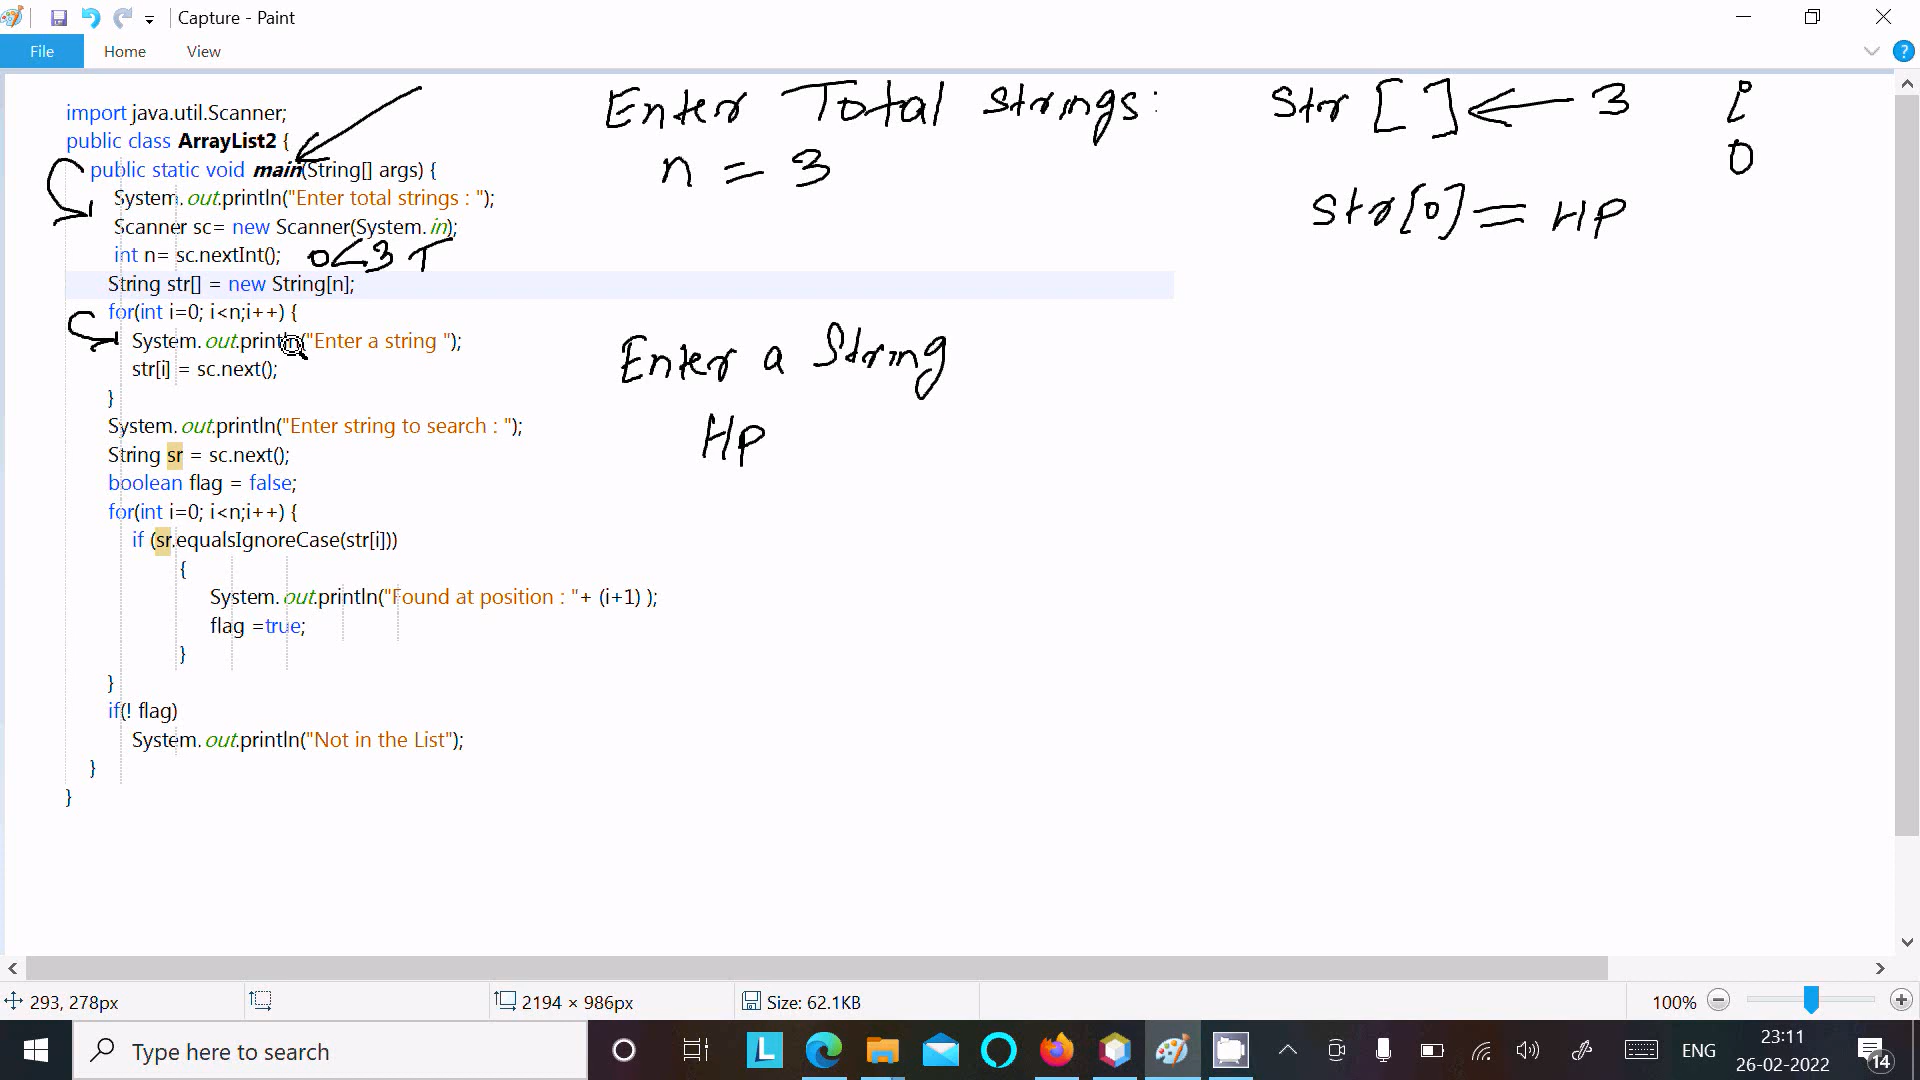 Capture - Paint
File Home View
import java.util.Scanner;
public class ArrayList2 {
public static void main(String[] args) {
System.out.println("Enter total strings : ");
Scanner sc= new Scanner(System.in);
int n= sc.nextInt();
String str[] = new String[n];
for(int i=0; i<n;i++) {
System.out.println("Enter a string ");
str[i] = sc.next();
}
System.out.println("Enter string to search : ");
String sr = sc.next();
boolean flag = false;
for(int i=0; i<n;i++) {
if (sr.equalsIgnoreCase(str[i]))
{
System.out.println("Found at position : "+ (i+1) );
flag =true;
}
}
if(! flag)
System.out.println("Not in the List");
}
}
0<3 T
Enter Total Strings:
n = 3
Enter a String
HP
Str [ ] 3
Str[0] = HP
i
0
293, 278px
2194 × 986px
Size: 62.1KB
100%
Type here to search
L
ENG
23:11
26-02-2022
14